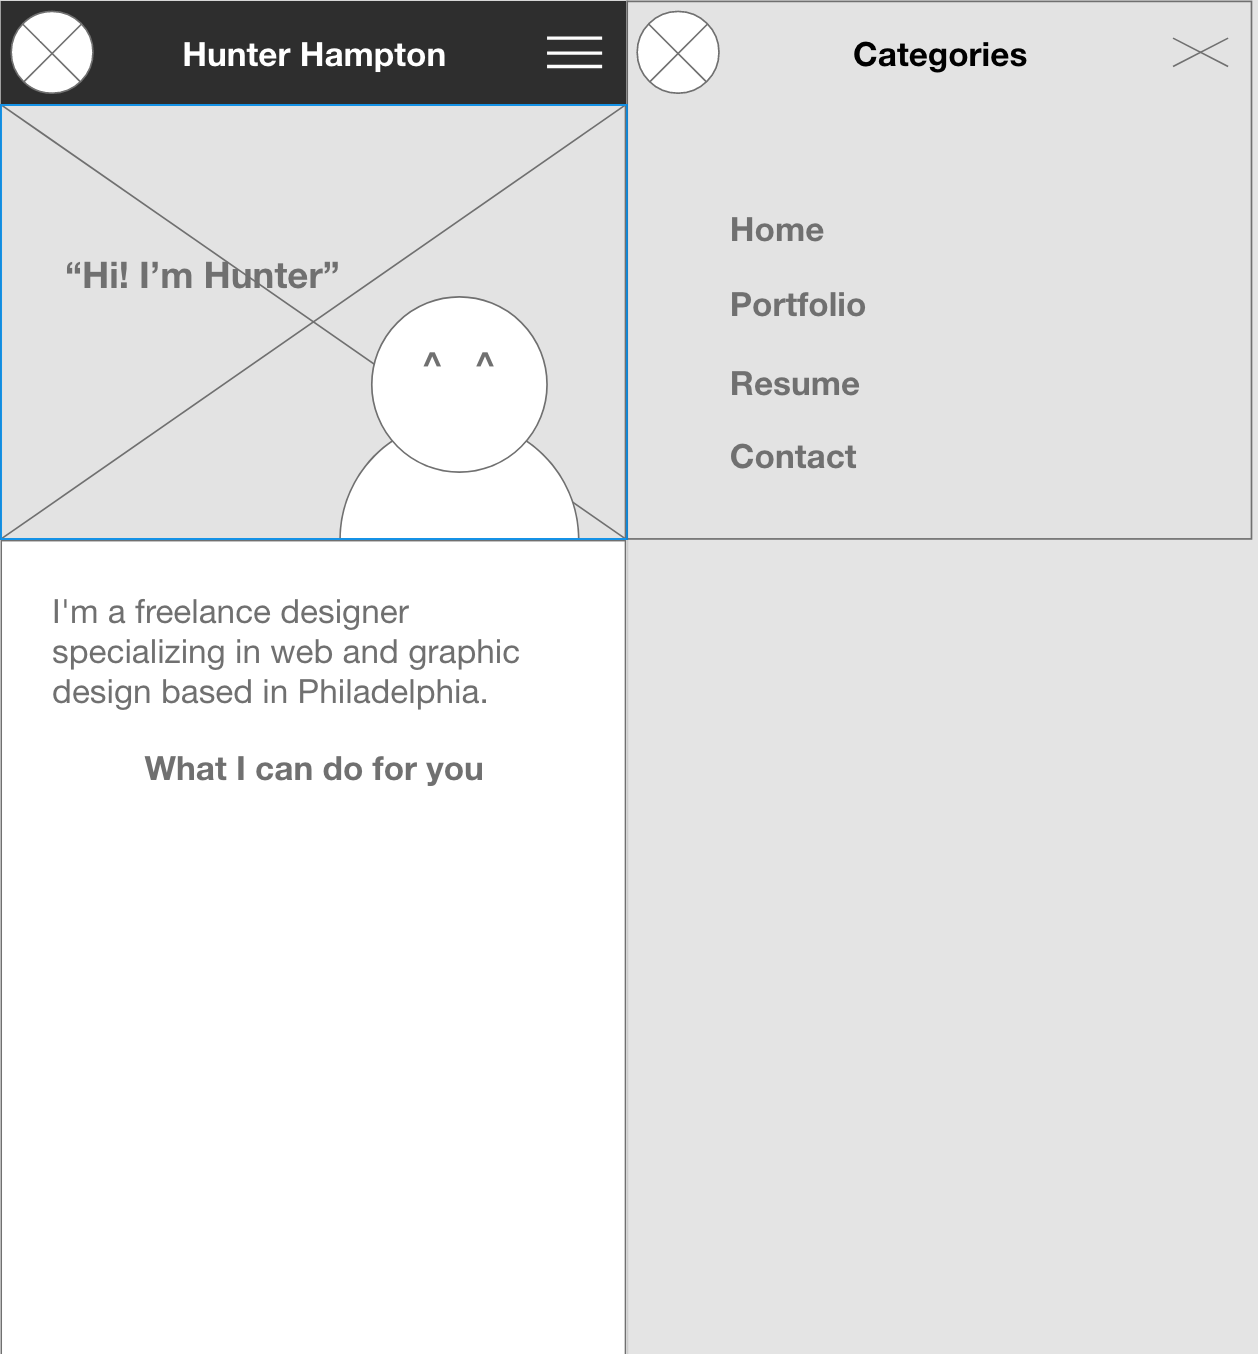 Hunter Hampton
“Hi! I’m Hunter”
^ ^
I'm a freelance designer
specializing in web and graphic
design based in Philadelphia.
What I can do for you
Categories
Home
Portfolio
Resume
Contact